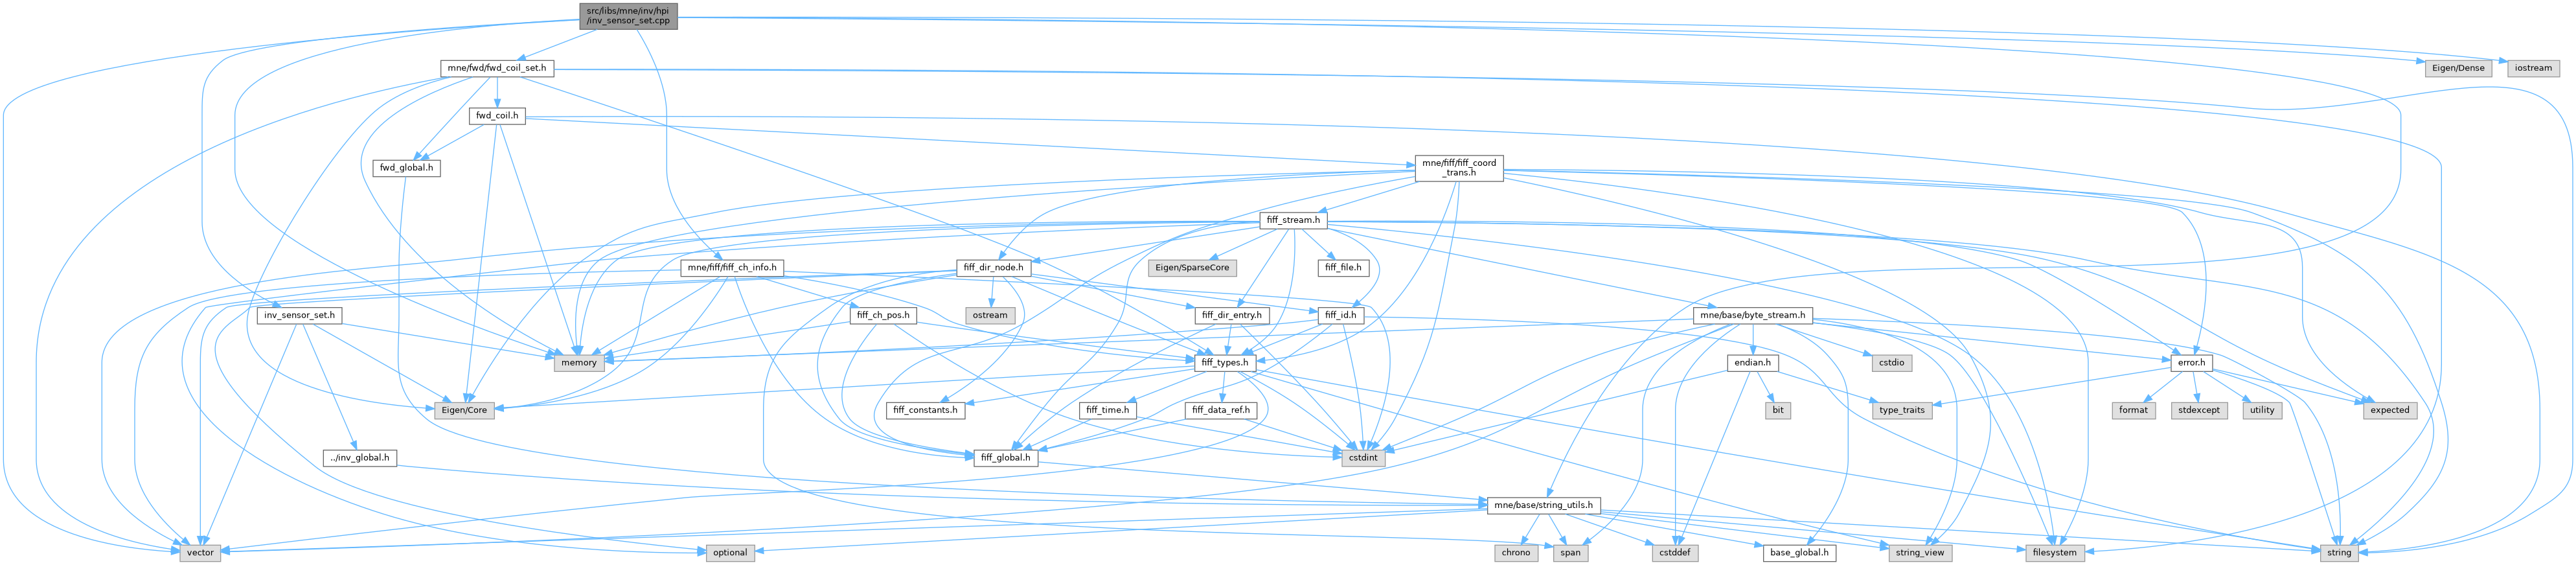 src/libs/mne/inv/hpi
/inv_sensor_set.cpp
mne/fwd/fwd_coil_set.h
Eigen/Dense
iostream
fwd_coil.h
fwd_global.h
mne/fiff/fiff_coord
_trans.h
fiff_stream.h
mne/fiff/fiff_ch_info.h
fiff_dir_node.h
Eigen/SparseCore
fiff_file.h
inv_sensor_set.h
fiff_ch_pos.h
ostream
fiff_dir_entry.h
fiff_id.h
mne/base/byte_stream.h
memory
fiff_types.h
endian.h
cstdio
error.h
Eigen/Core
fiff_constants.h
fiff_time.h
fiff_data_ref.h
bit
type_traits
format
stdexcept
utility
expected
../inv_global.h
fiff_global.h
cstdint
mne/base/string_utils.h
vector
optional
chrono
span
cstddef
base_global.h
string_view
filesystem
string